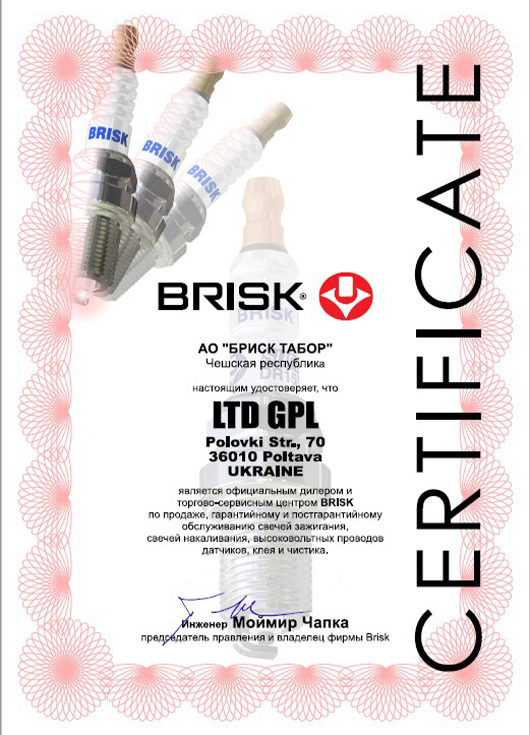 BRISK
BRISK
BRISK
BRISK®
BRISK
АО "БРИСК ТАБОР"
Чешская республика
DR15
настоящим удостоверяет, что
LTD GPL
Polovki Str., 70
36010 Poltava
UKRAINE
является официальным дилером и
торгово-сервисным центром BRISK
по продаже, гарантийному и постгарантийному
обслуживанию свечей зажигания,
свечей накаливания, высоковольтных проводов
датчиков, клея и чистика.
Инженер Моймир Чапка
председатель правления и владелец фирмы Brisk
CERTIFICATE